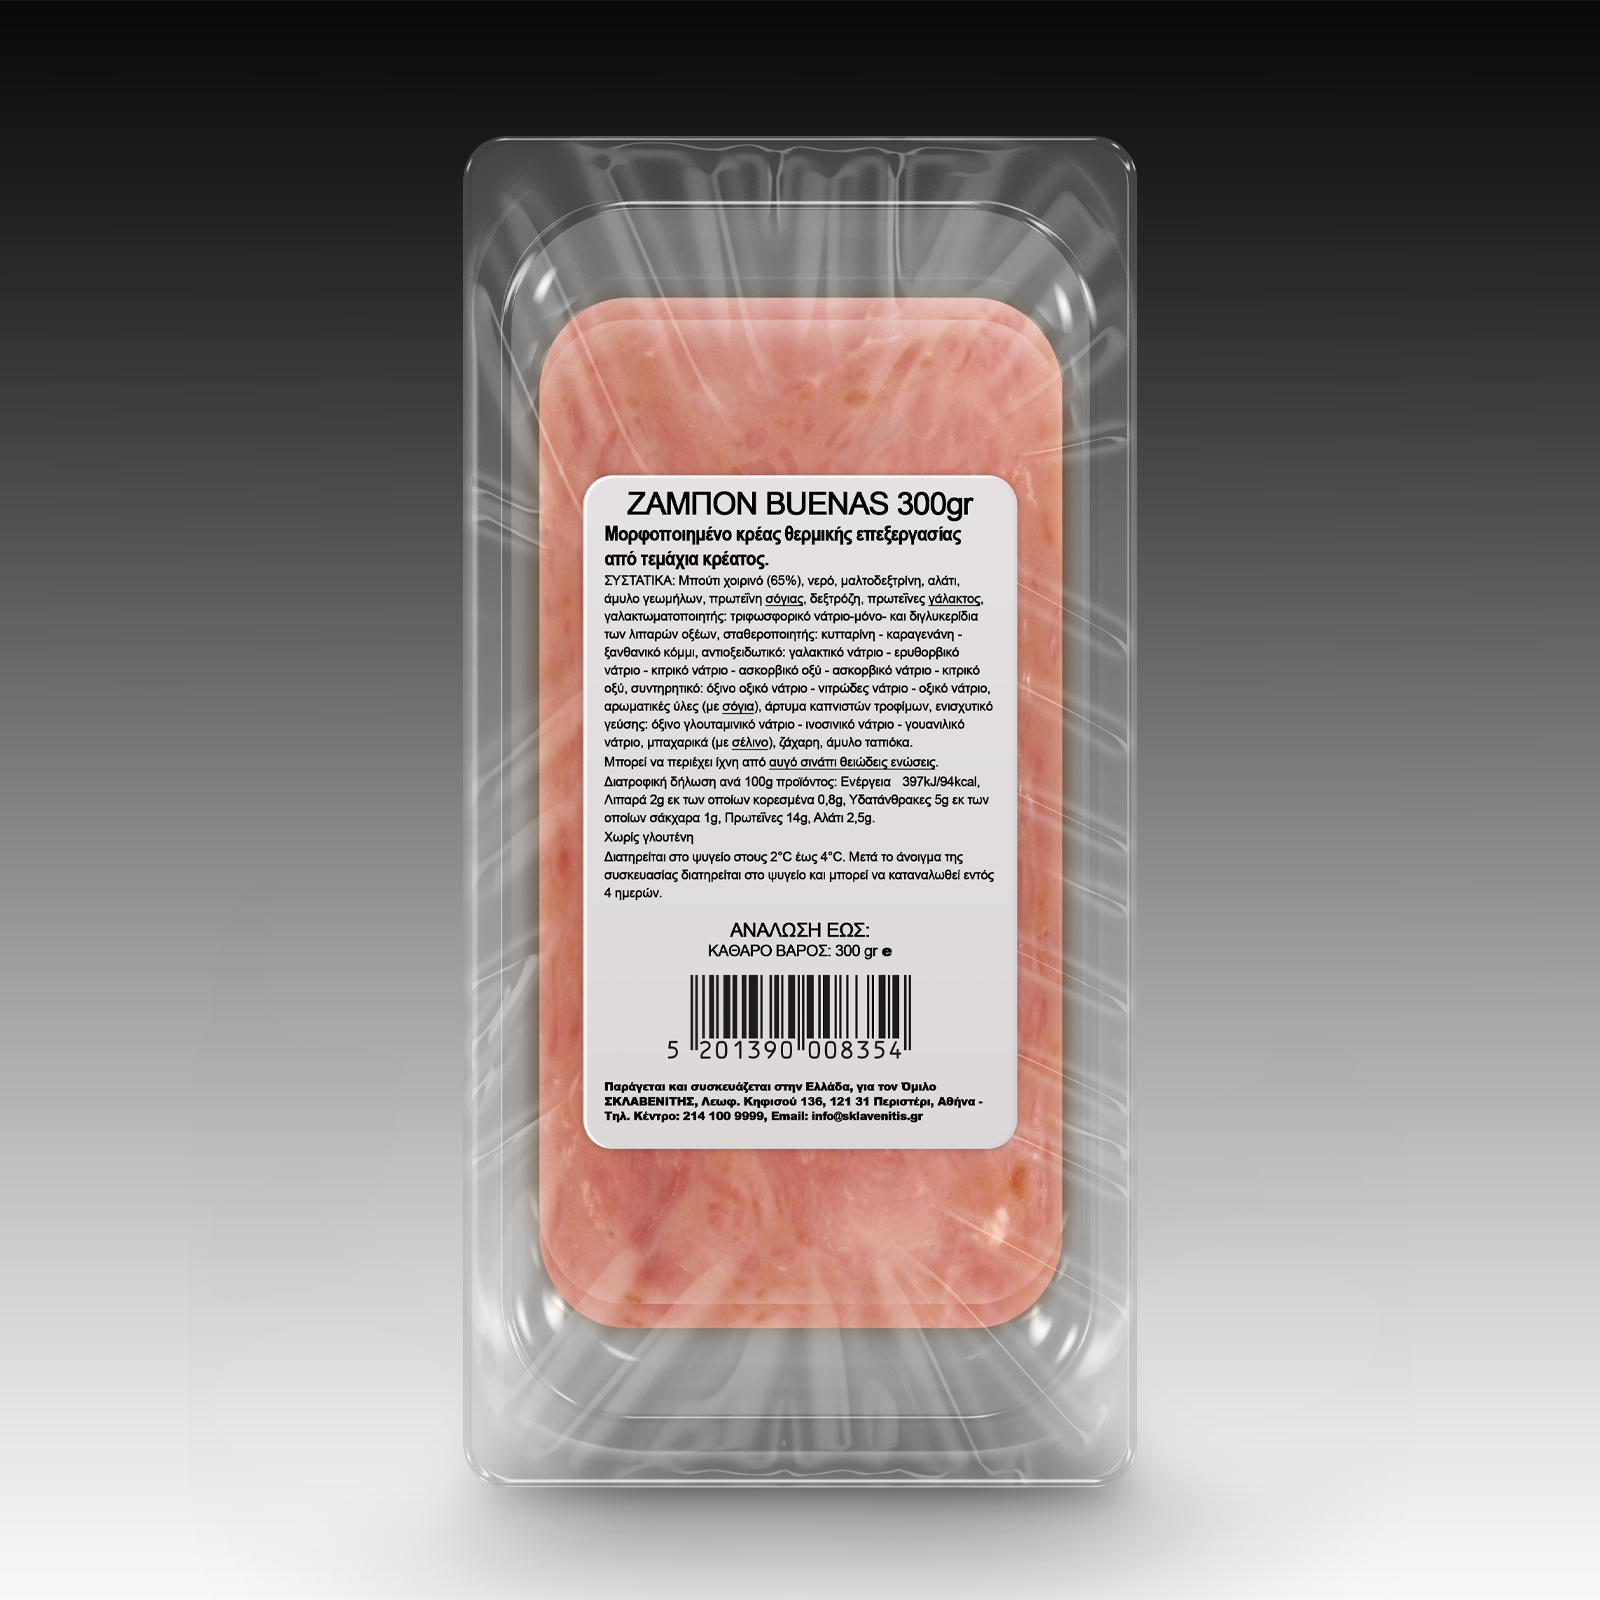 ΖΑΜΠΟΝ BUENAS 300gr
Μορφοποιημένο κρέας θερμικής επεξεργασίας
από τεμάχια κρέατος.
ΣΥΣΤΑΤΙΚΑ: Μπούτι χοιρινό (65%), νερό, μαλτοδεξτρίνη, αλάτι,
άμυλο γεωμήλων, πρωτεΐνη σόγιας, δεξτρόζη, πρωτεΐνες γάλακτος,
γαλακτωματοποιητής: τριφωσφορικό νάτριο-μόνο- και διγλυκερίδια
των λιπαρών οξέων, σταθεροποιητής: κυτταρίνη - καραγενάνη -
ξανθανικό κόμμι, αντιοξειδωτικό: γαλακτικό νάτριο - ερυθορβικό
νάτριο - κιτρικό νάτριο - ασκορβικό οξύ - ασκορβικό νάτριο - κιτρικό
οξύ, συντηρητικό: όξινο οξικό νάτριο - νιτρώδες νάτριο - οξικό νάτριο,
αρωματικές ύλες (με σόγια), άρτυμα καπνιστών τροφίμων, ενισχυτικό
γεύσης: όξινο γλουταμινικό νάτριο - ινοσινικό νάτριο - γουανιλικό
νάτριο, μπαχαρικά (με σέλινο), ζάχαρη, άμυλο ταπιόκα.
Μπορεί να περιέχει ίχνη από αυγό σινάπι θειώδεις ενώσεις.
Διατροφική δήλωση ανά 100g προϊόντος: Ενέργεια 397kJ/94kcal,
Λιπαρά 2g εκ των οποίων κορεσμένα 0,8g, Υδατάνθρακες 5g εκ των
οποίων σάκχαρα 1g, Πρωτεΐνες 14g, Αλάτι 2,5g.
Χωρίς γλουτένη
Διατηρείται στο ψυγείο στους 2°C έως 4°C. Μετά το άνοιγμα της
συσκευασίας διατηρείται στο ψυγείο και μπορεί να καταναλωθεί εντός
4 ημερών.
ΑΝΑΛΩΣΗ ΕΩΣ:
ΚΑΘΑΡΟ ΒΑΡΟΣ: 300 gr e
5 201390 008354
Παράγεται και συσκευάζεται στην Ελλάδα, για τον Όμιλο
ΣΚΛΑΒΕΝΙΤΗΣ, Λεωφ. Κηφισού 136, 121 31 Περιστέρι, Αθήνα -
Τηλ. Κέντρο: 214 100 9999, Email: info@sklavenitis.gr